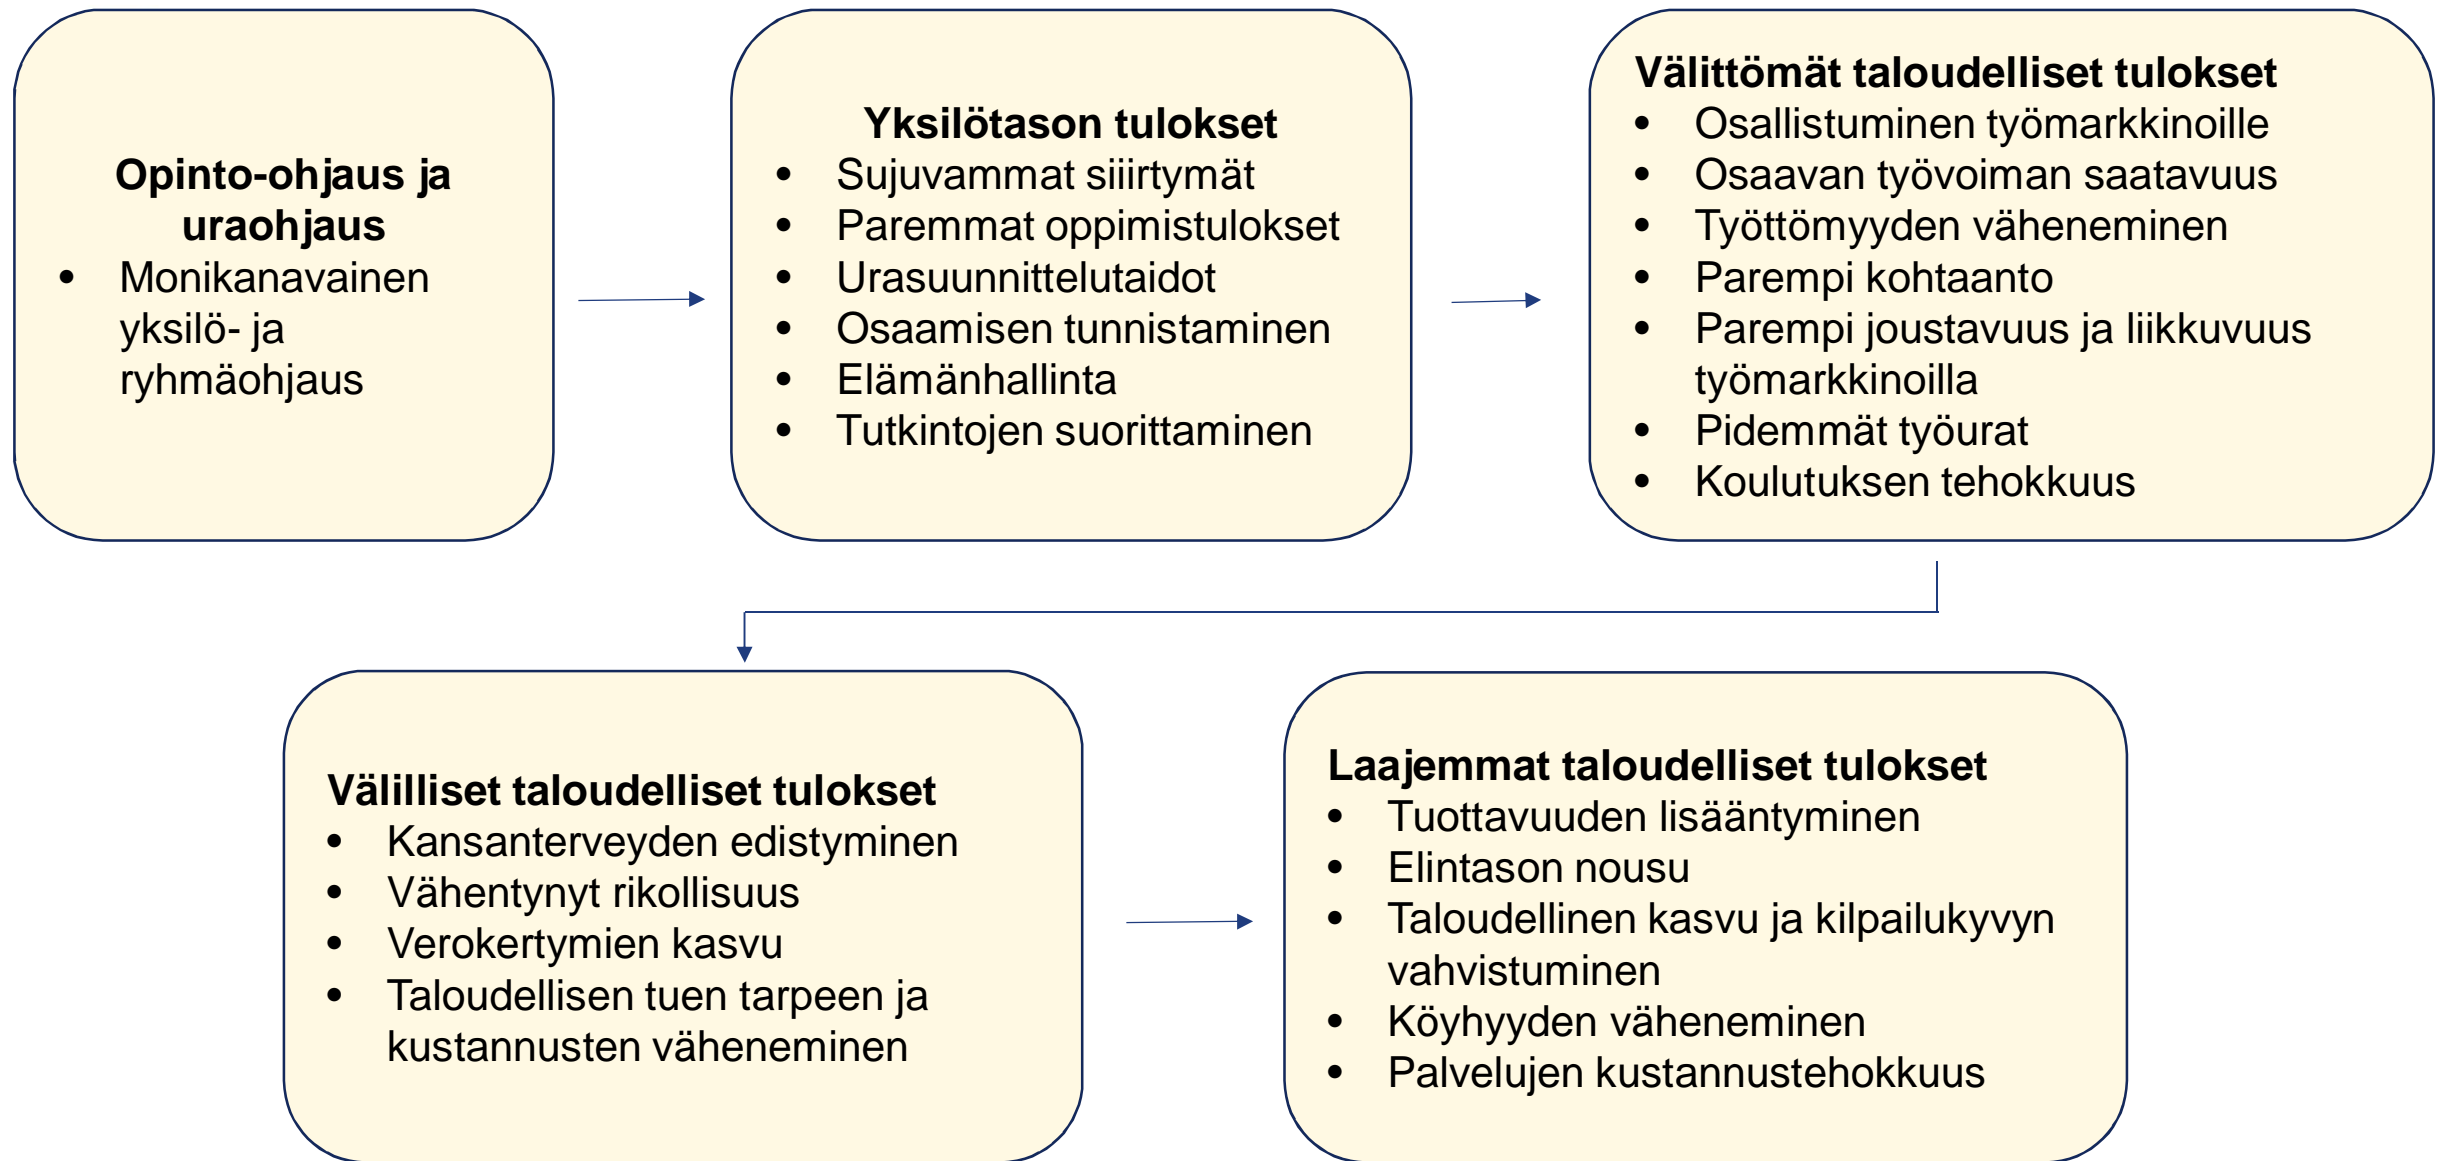 Opinto-ohjaus ja
uraohjaus
• Monikanavainen
yksilö- ja
ryhmäohjaus
Yksilötason tulokset
• Sujuvammat siirtymät
• Paremmat oppimistulokset
• Urasuunnittelutaidot
• Osaamisen tunnistaminen
• Elämänhallinta
• Tutkintojen suorittaminen
Välittömät taloudelliset tulokset
• Osallistuminen työmarkkinoille
• Osaavan työvoiman saatavuus
• Työttömyyden väheneminen
• Parempi kohtaanto
• Parempi joustavuus ja liikkuvuus
työmarkkinoilla
• Pidemmät työurat
• Koulutuksen tehokkuus
Välilliset taloudelliset tulokset
• Kansanterveyden edistyminen
• Vähentynyt rikollisuus
• Verokertymien kasvu
• Taloudellisen tuen tarpeen ja
kustannusten väheneminen
Laajemmat taloudelliset tulokset
• Tuottavuuden lisääntyminen
• Elintason nousu
• Taloudellinen kasvu ja kilpailukyvyn
vahvistuminen
• Köyhyyden väheneminen
• Palvelujen kustannustehokkuus